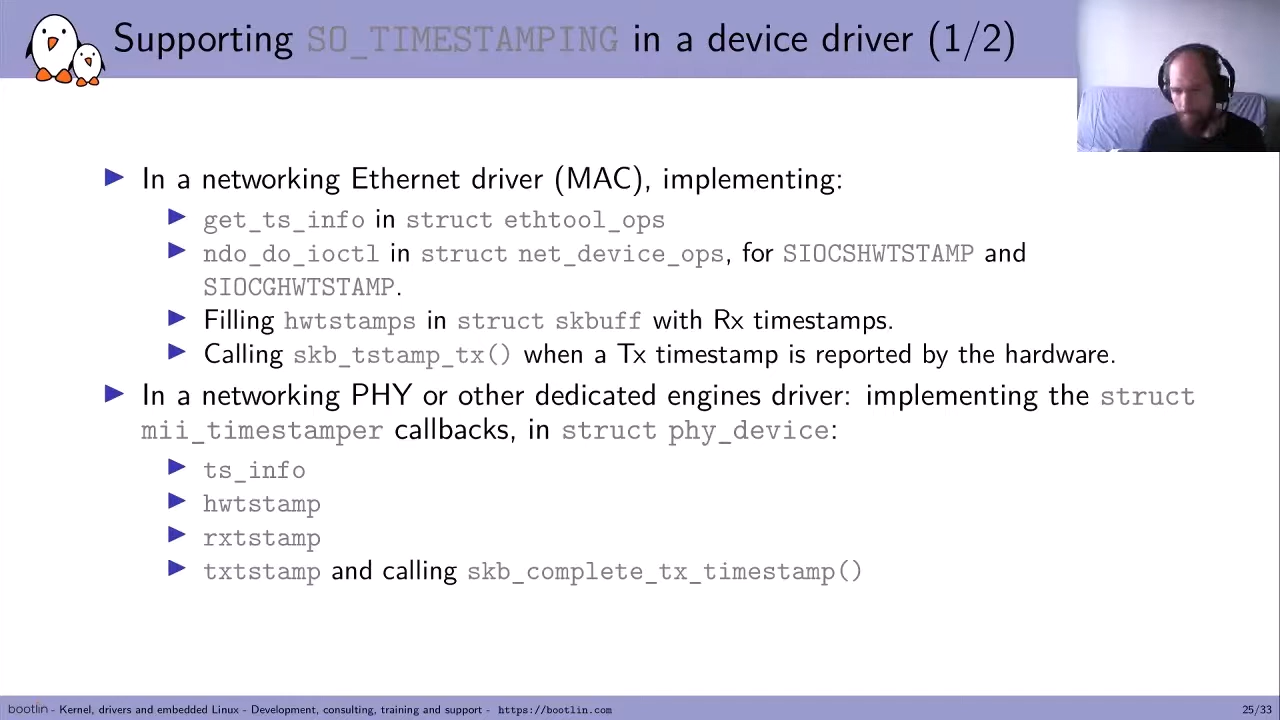 Supporting SO_TIMESTAMPING in a device driver (1/2)
▶ In a networking Ethernet driver (MAC), implementing:
▶ get_ts_info in struct ethtool_ops
▶ ndo_do_ioctl in struct net_device_ops, for SIOCSHWTSTAMP and
SIOCGHWTSTAMP.
▶ Filling hwtstamps in struct skbuff with Rx timestamps.
▶ Calling skb_tstamp_tx() when a Tx timestamp is reported by the hardware.
▶ In a networking PHY or other dedicated engines driver: implementing the struct
mii_timestamper callbacks, in struct phy_device:
▶ ts_info
▶ hwtstamp
▶ rxtstamp
▶ txtstamp and calling skb_complete_tx_timestamp()
bootlin - Kernel, drivers and embedded Linux - Development, consulting, training and support - https://bootlin.com 25/33